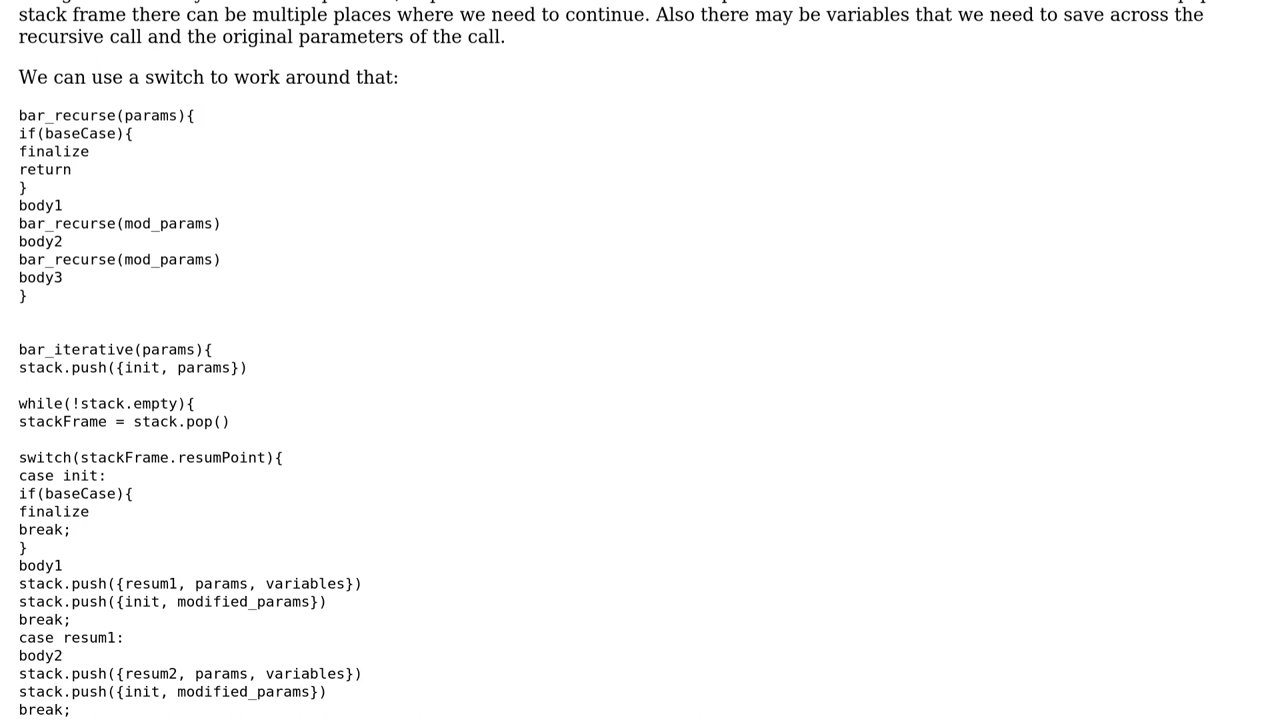 stack frame there can be multiple places where we need to continue. Also there may be variables that we need to save across the
recursive call and the original parameters of the call.
We can use a switch to work around that:
bar_recurse(params){
if(baseCase){
finalize
return
}
body1
bar_recurse(mod_params)
body2
bar_recurse(mod_params)
body3
}
bar_iterative(params){
stack.push({init, params})
while(!stack.empty){
stackFrame = stack.pop()
switch(stackFrame.resumPoint){
case init:
if(baseCase){
finalize
break;
}
body1
stack.push({resum1, params, variables})
stack.push({init, modified_params})
break;
case resum1:
body2
stack.push({resum2, params, variables})
stack.push({init, modified_params})
break;